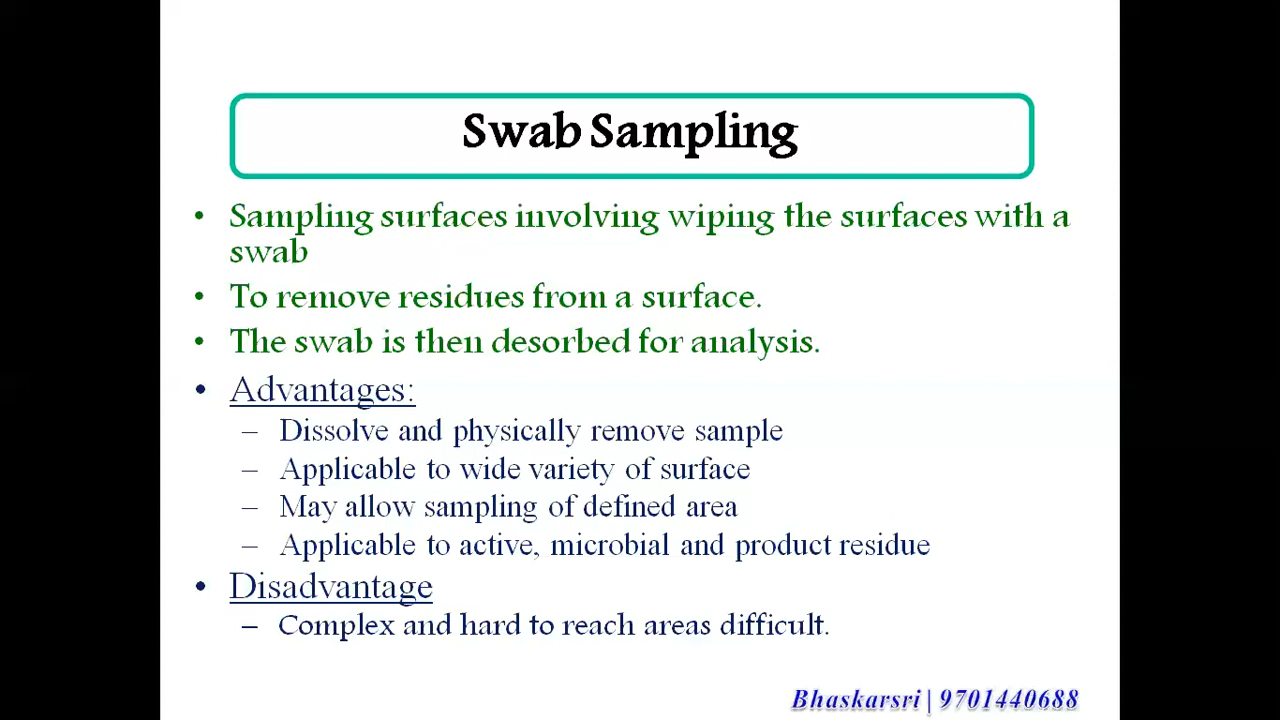 Swab Sampling
• Sampling surfaces involving wiping the surfaces with a
swab
• To remove residues from a surface.
• The swab is then desorbed for analysis.
• Advantages:
– Dissolve and physically remove sample
– Applicable to wide variety of surface
– May allow sampling of defined area
– Applicable to active, microbial and product residue
• Disadvantage
– Complex and hard to reach areas difficult.
Bhaskarsri | 9701440688